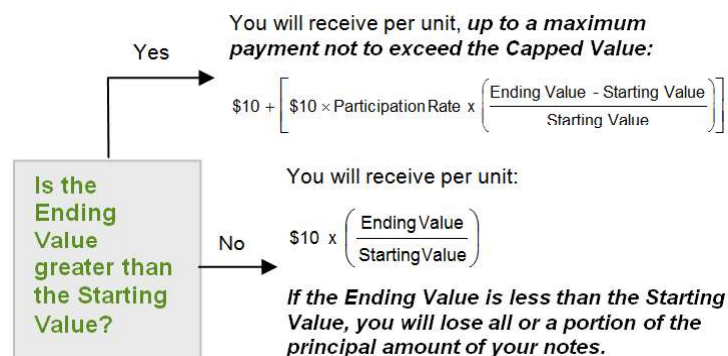 You will receive per unit, up to a maximum
payment not to exceed the Capped Value:
Yes
$10 + [ $10 × Participation Rate x ( Ending Value - Starting Value / Starting Value ) ]
Is the
Ending
Value
greater than
the Starting
Value?
No
You will receive per unit:
$10 x ( Ending Value / Starting Value )
If the Ending Value is less than the Starting
Value, you will lose all or a portion of the
principal amount of your notes.